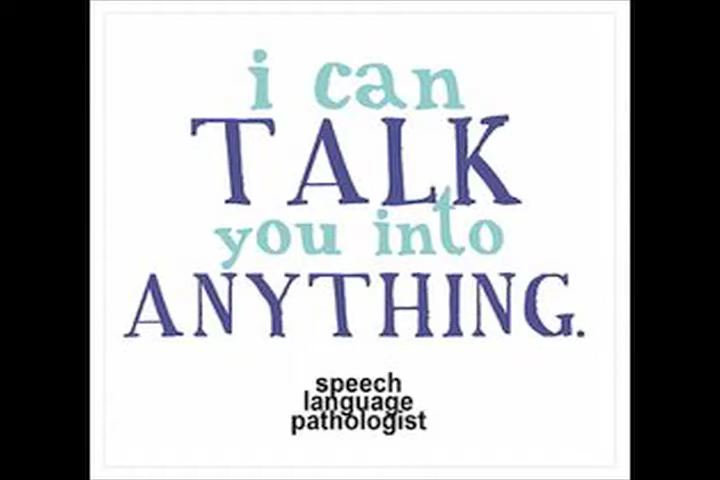 i can
TALK
you into
ANYTHING.
speech
language
pathologist